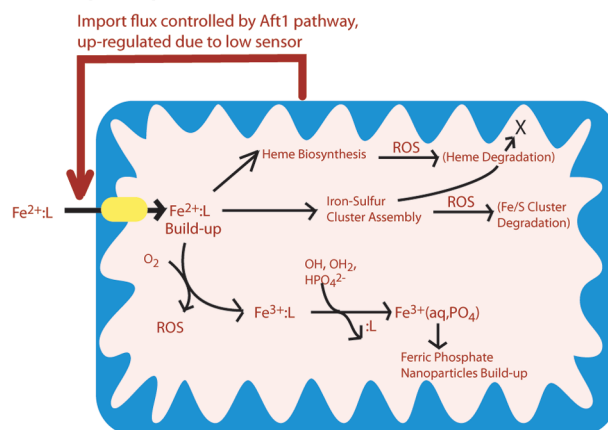 Import flux controlled by Aft1 pathway,
up-regulated due to low sensor
X
Heme Biosynthesis
ROS
(Heme Degradation)
Fe²⁺:L
Fe²⁺:L
Build-up
Iron-Sulfur
Cluster Assembly
ROS
(Fe/S Cluster
Degradation)
O₂
ROS
Fe³⁺:L
OH, OH₂,
HPO₄²⁻
:L
Fe³⁺(aq,PO₄)
Ferric Phosphate
Nanoparticles Build-up